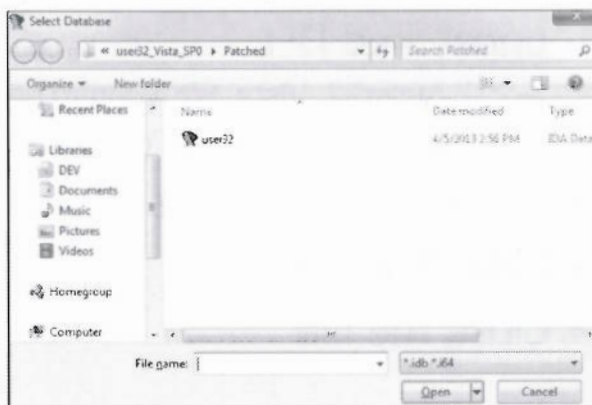 Select Database
« user32_Vista_SP0 ▸ Patched
Search Patched
Organize
New folder
Recent Places
Libraries
DEV
Documents
Music
Pictures
Videos
Homegroup
Computer
Name
Date modified
Type
user32
4/5/2013 2:56 PM
IDA Data
File name:
*.idb *.i64
Open
Cancel